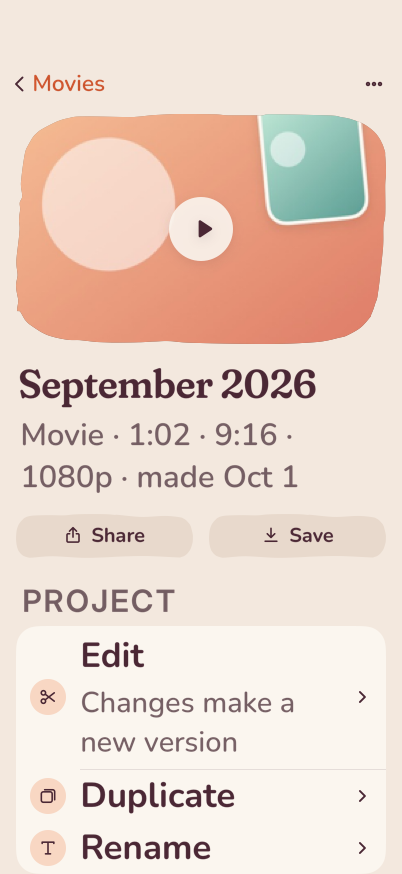 Movies
September 2026
Movie · 1:02 · 9:16 ·
1080p · made Oct 1
Share
Save
PROJECT
Edit
Changes make a
new version
Duplicate
Rename